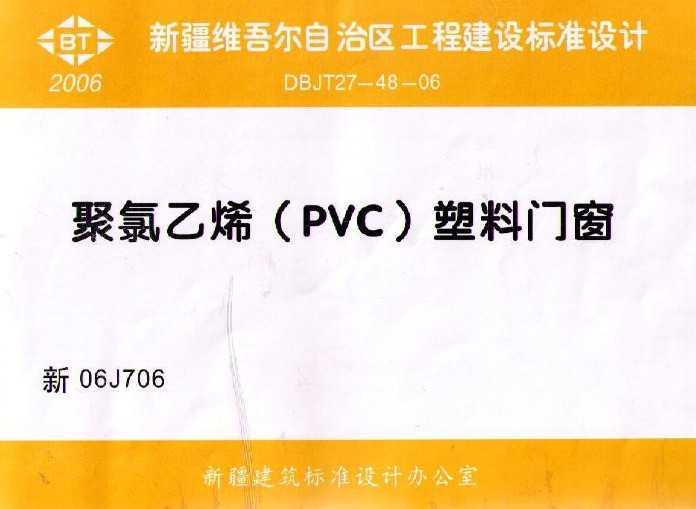 BT
2006
新疆维吾尔自治区工程建设标准设计
DBJT27—48—06
聚氯乙烯（PVC）塑料门窗
新 06J706
新疆建筑标准设计办公室